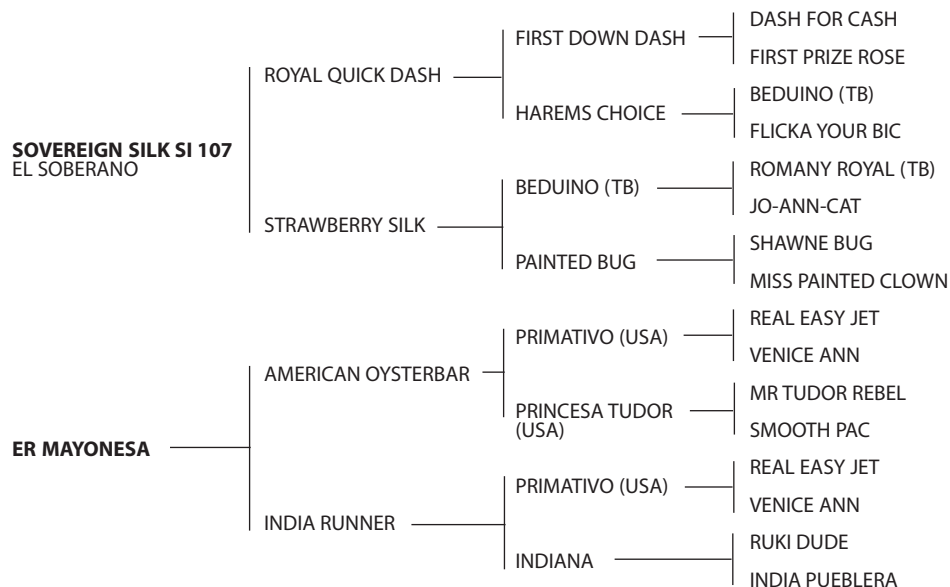 SOVEREIGN SILK SI 107
EL SOBERANO
ROYAL QUICK DASH
FIRST DOWN DASH
DASH FOR CASH
FIRST PRIZE ROSE
HAREMS CHOICE
BEDUINO (TB)
FLICKA YOUR BIC
STRAWBERRY SILK
BEDUINO (TB)
ROMANY ROYAL (TB)
JO-ANN-CAT
PAINTED BUG
SHAWNE BUG
MISS PAINTED CLOWN
ER MAYONESA
AMERICAN OYSTERBAR
PRIMATIVO (USA)
REAL EASY JET
VENICE ANN
PRINCESA TUDOR
(USA)
MR TUDOR REBEL
SMOOTH PAC
INDIA RUNNER
PRIMATIVO (USA)
REAL EASY JET
VENICE ANN
INDIANA
RUKI DUDE
INDIA PUEBLERA